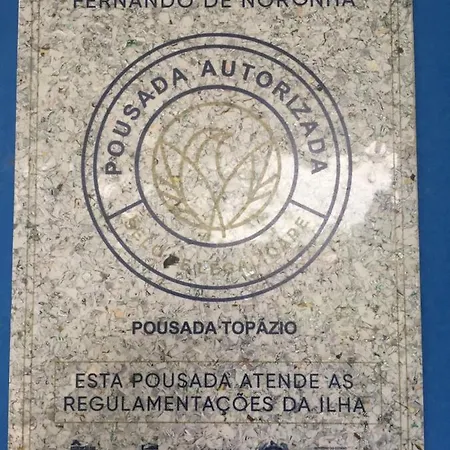 FERNANDO DE NORONHA
POUSADA AUTORIZADA
POUSADA TOPÁZIO
ESTA POUSADA ATENDE AS
REGULAMENTAÇÕES DA ILHA